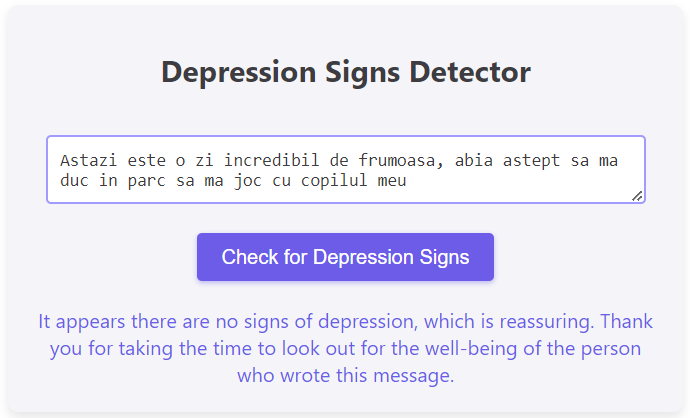 Depression Signs Detector
Astazi este o zi incredibil de frumoasa, abia astept sa ma
duc in parc sa ma joc cu copilul meu
Check for Depression Signs
It appears there are no signs of depression, which is reassuring. Thank
you for taking the time to look out for the well-being of the person
who wrote this message.